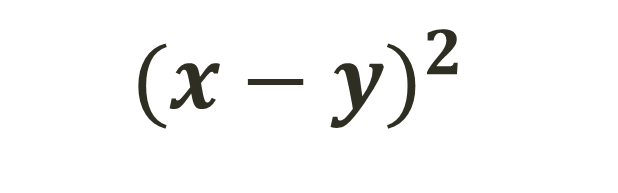 (x − y)²